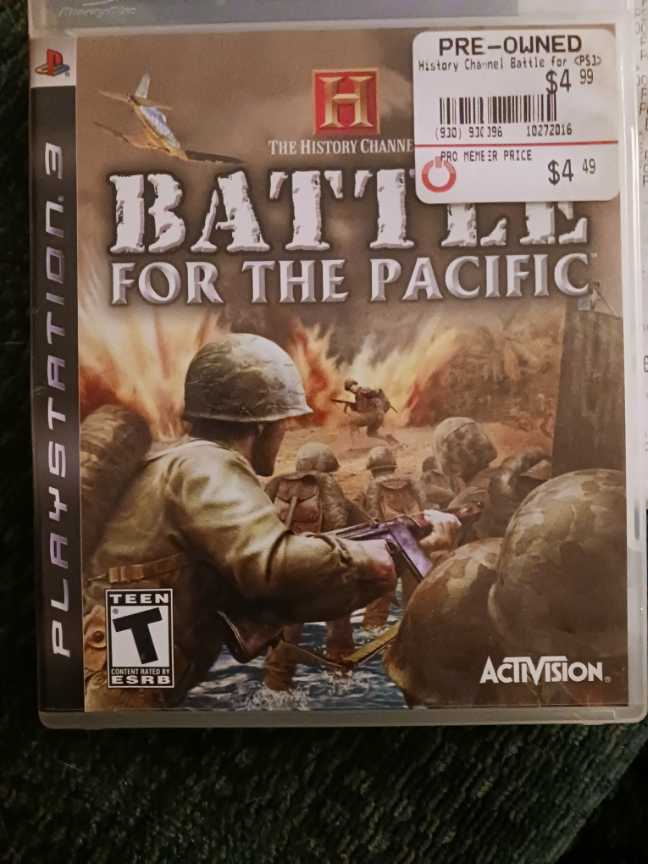 PLAYSTATION 3
PRE-OWNED
History Channel Battle for <PS3>
$4 99
(930) 930396 10272016
PRO MEMBER PRICE
$4 49
H
THE HISTORY CHANNE
BATTLE
FOR THE PACIFIC
TEEN
T
CONTENT RATED BY
ESRB
ACTIVISION